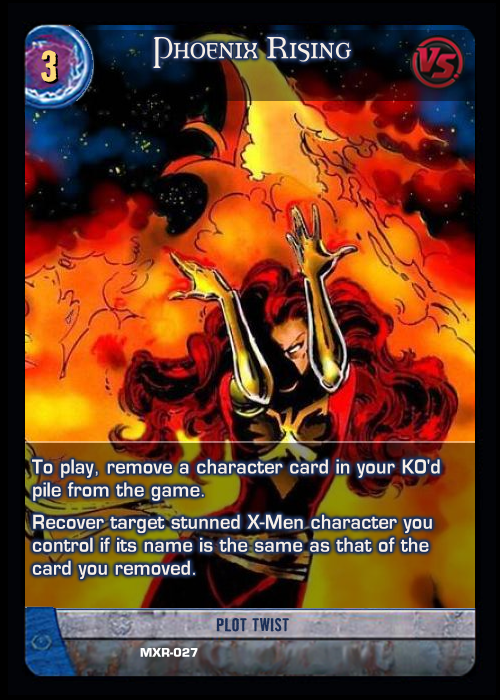 3
Phoenix Rising
VS
To play, remove a character card in your KO'd
pile from the game.
Recover target stunned X-Men character you
control if its name is the same as that of the
card you removed.
PLOT TWIST
MXR-027